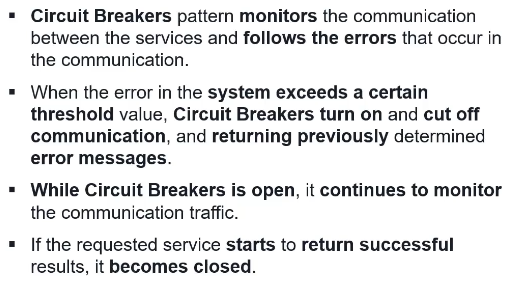 ▪ Circuit Breakers pattern monitors the communication
between the services and follows the errors that occur in
the communication.
▪ When the error in the system exceeds a certain
threshold value, Circuit Breakers turn on and cut off
communication, and returning previously determined
error messages.
▪ While Circuit Breakers is open, it continues to monitor
the communication traffic.
▪ If the requested service starts to return successful
results, it becomes closed.